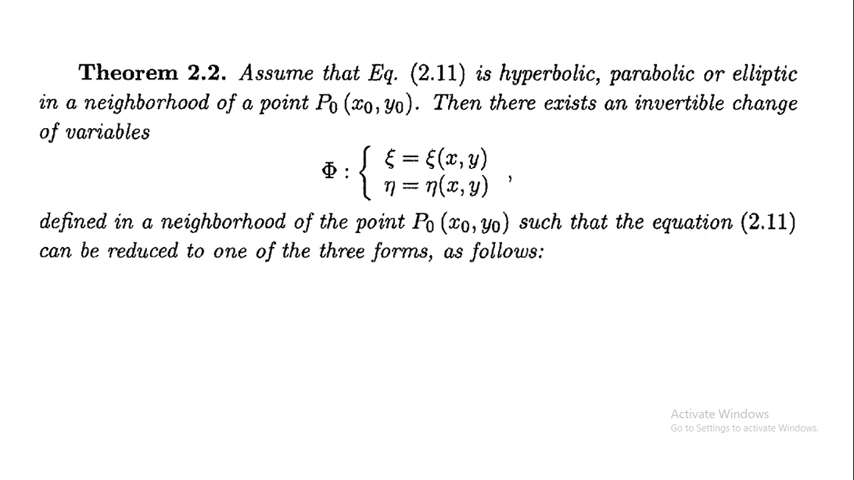 Theorem 2.2. Assume that Eq. (2.11) is hyperbolic, parabolic or elliptic
in a neighborhood of a point P₀ (x₀, y₀). Then there exists an invertible change
of variables
Φ : { ξ = ξ(x, y)
η = η(x, y) ,
defined in a neighborhood of the point P₀ (x₀, y₀) such that the equation (2.11)
can be reduced to one of the three forms, as follows:
Activate Windows
Go to Settings to activate Windows.